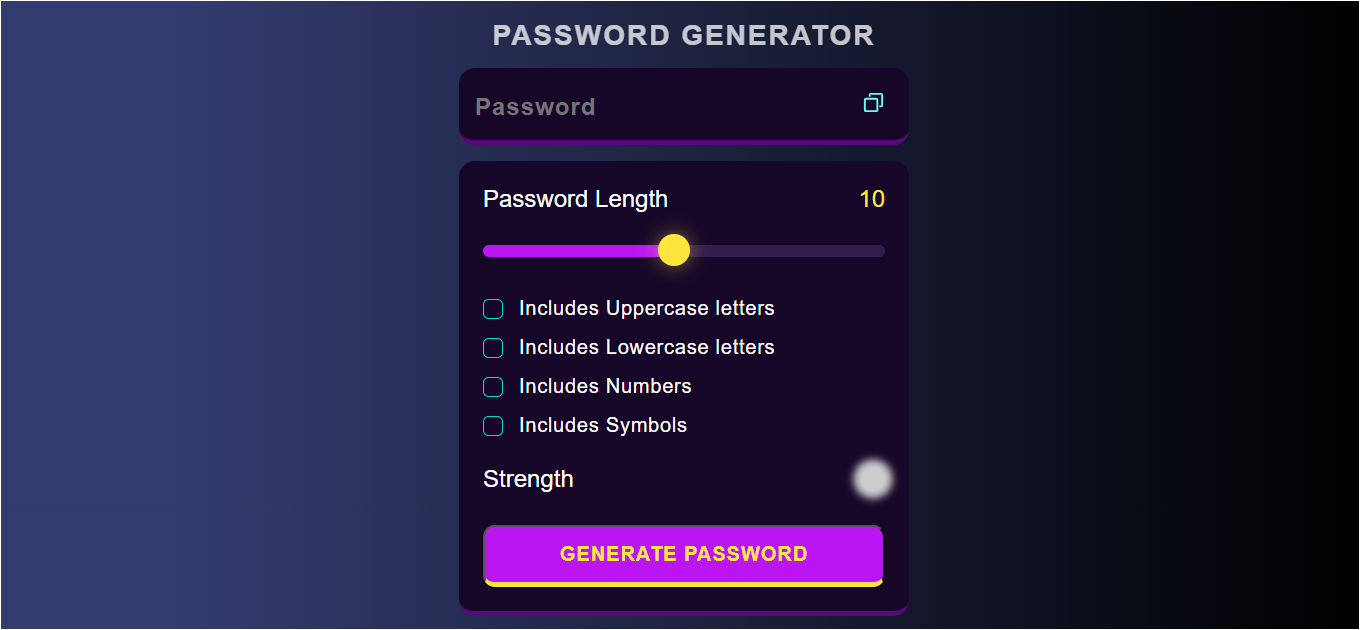 PASSWORD GENERATOR
Password
Password Length 10
Includes Uppercase letters
Includes Lowercase letters
Includes Numbers
Includes Symbols
Strength
GENERATE PASSWORD